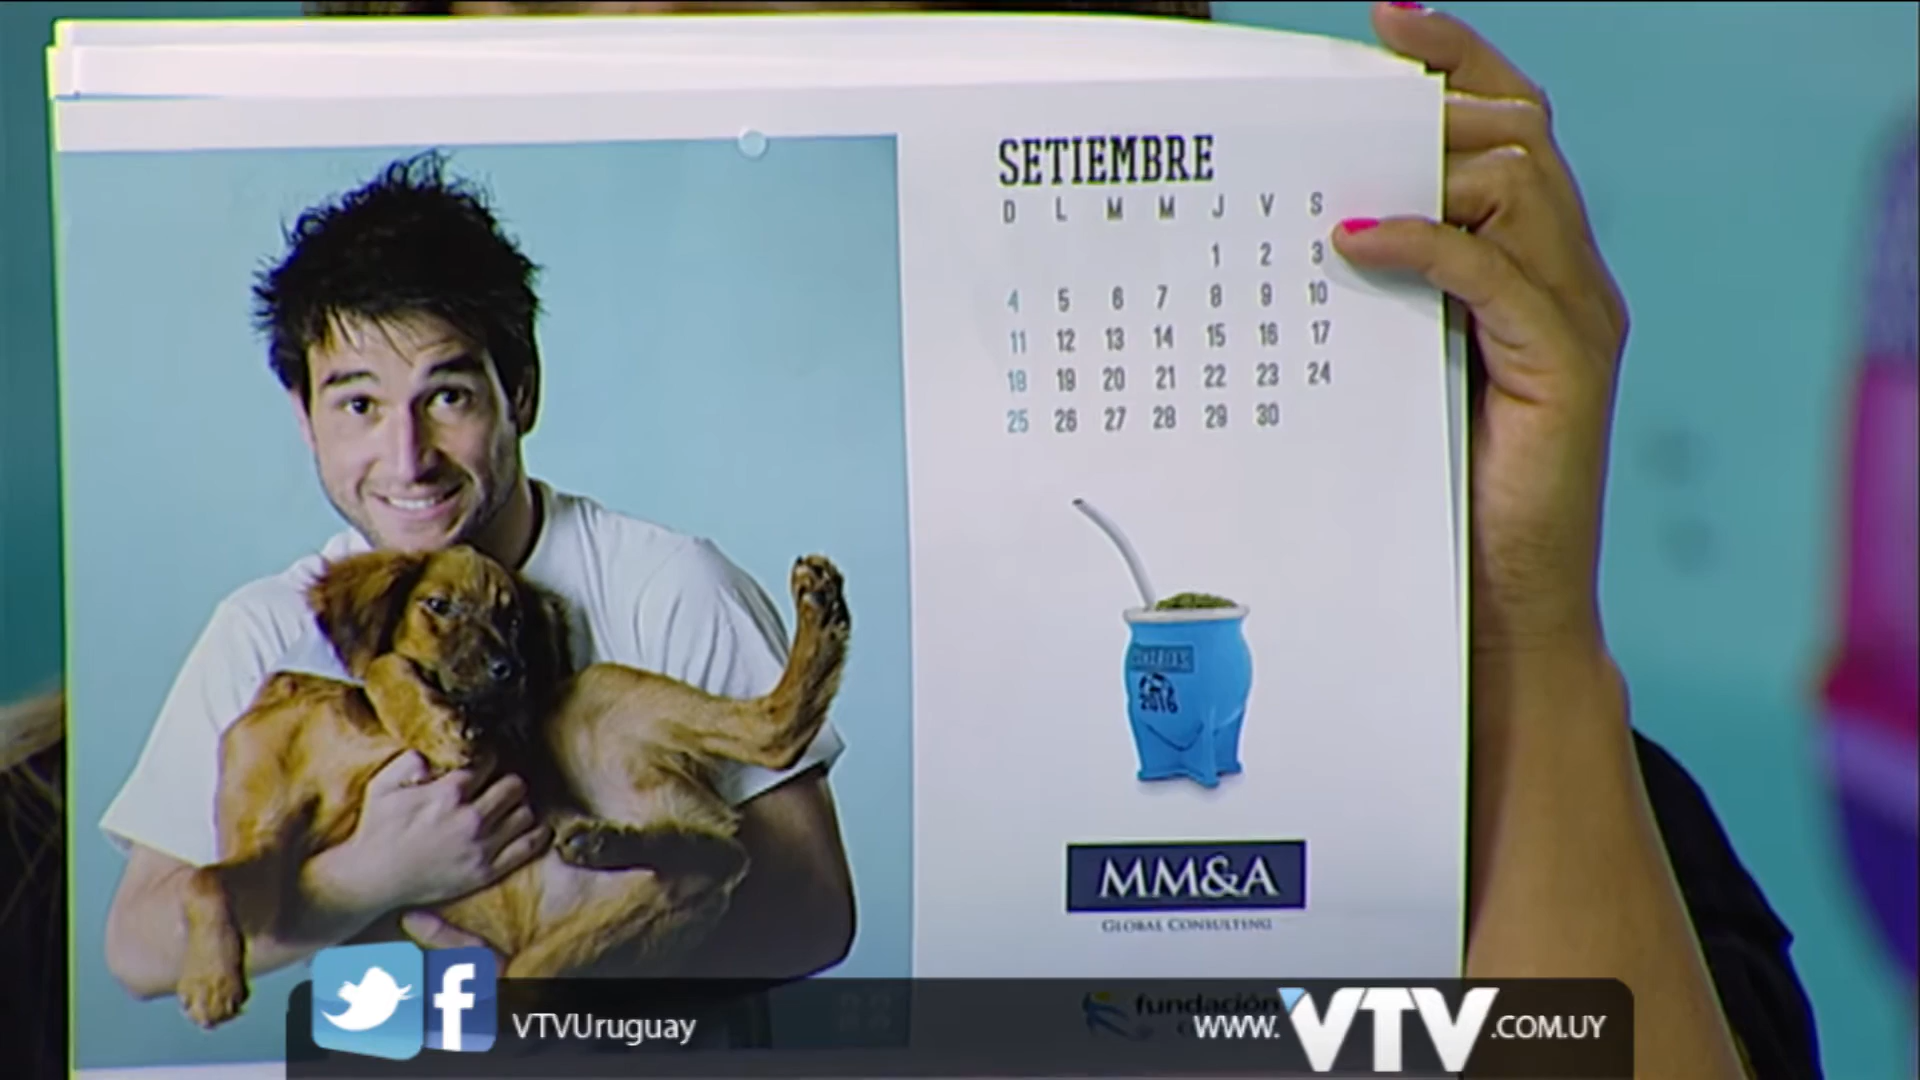 SETIEMBRE
D L M M J V S
1 2 3
4 5 6 7 8 9 10
11 12 13 14 15 16 17
18 19 20 21 22 23 24
25 26 27 28 29 30
2016
MM&A
GLOBAL CONSULTING
fundación
VTVUruguay
WWW.VTV.COM.UY